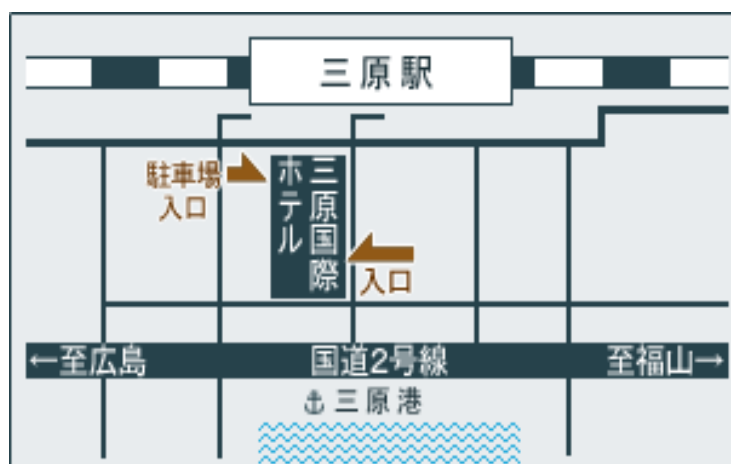 三原駅
駐車場
入口
三原国際
ホテル
入口
←至広島
国道2号線
至福山→
三原港